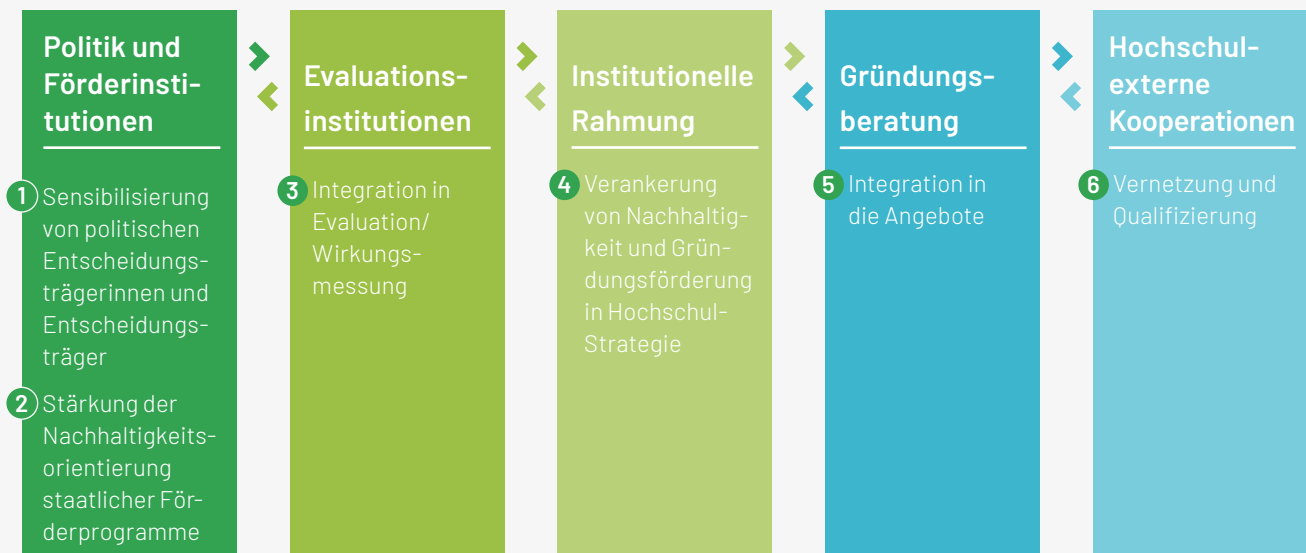 Politik und
Förderinsti-
tutionen
1 Sensibilisierung
von politischen
Entscheidungs-
trägerinnen und
Entscheidungs-
träger
2 Stärkung der
Nachhaltigkeits-
orientierung
staatlicher För-
derprogramme
Evaluations-
institutionen
3 Integration in
Evaluation/
Wirkungs-
messung
Institutionelle
Rahmung
4 Verankerung
von Nachhaltig-
keit und Grün-
dungsförderung
in Hochschul-
Strategie
Gründungs-
beratung
5 Integration in
die Angebote
Hochschul-
externe
Kooperationen
6 Vernetzung und
Qualifizierung